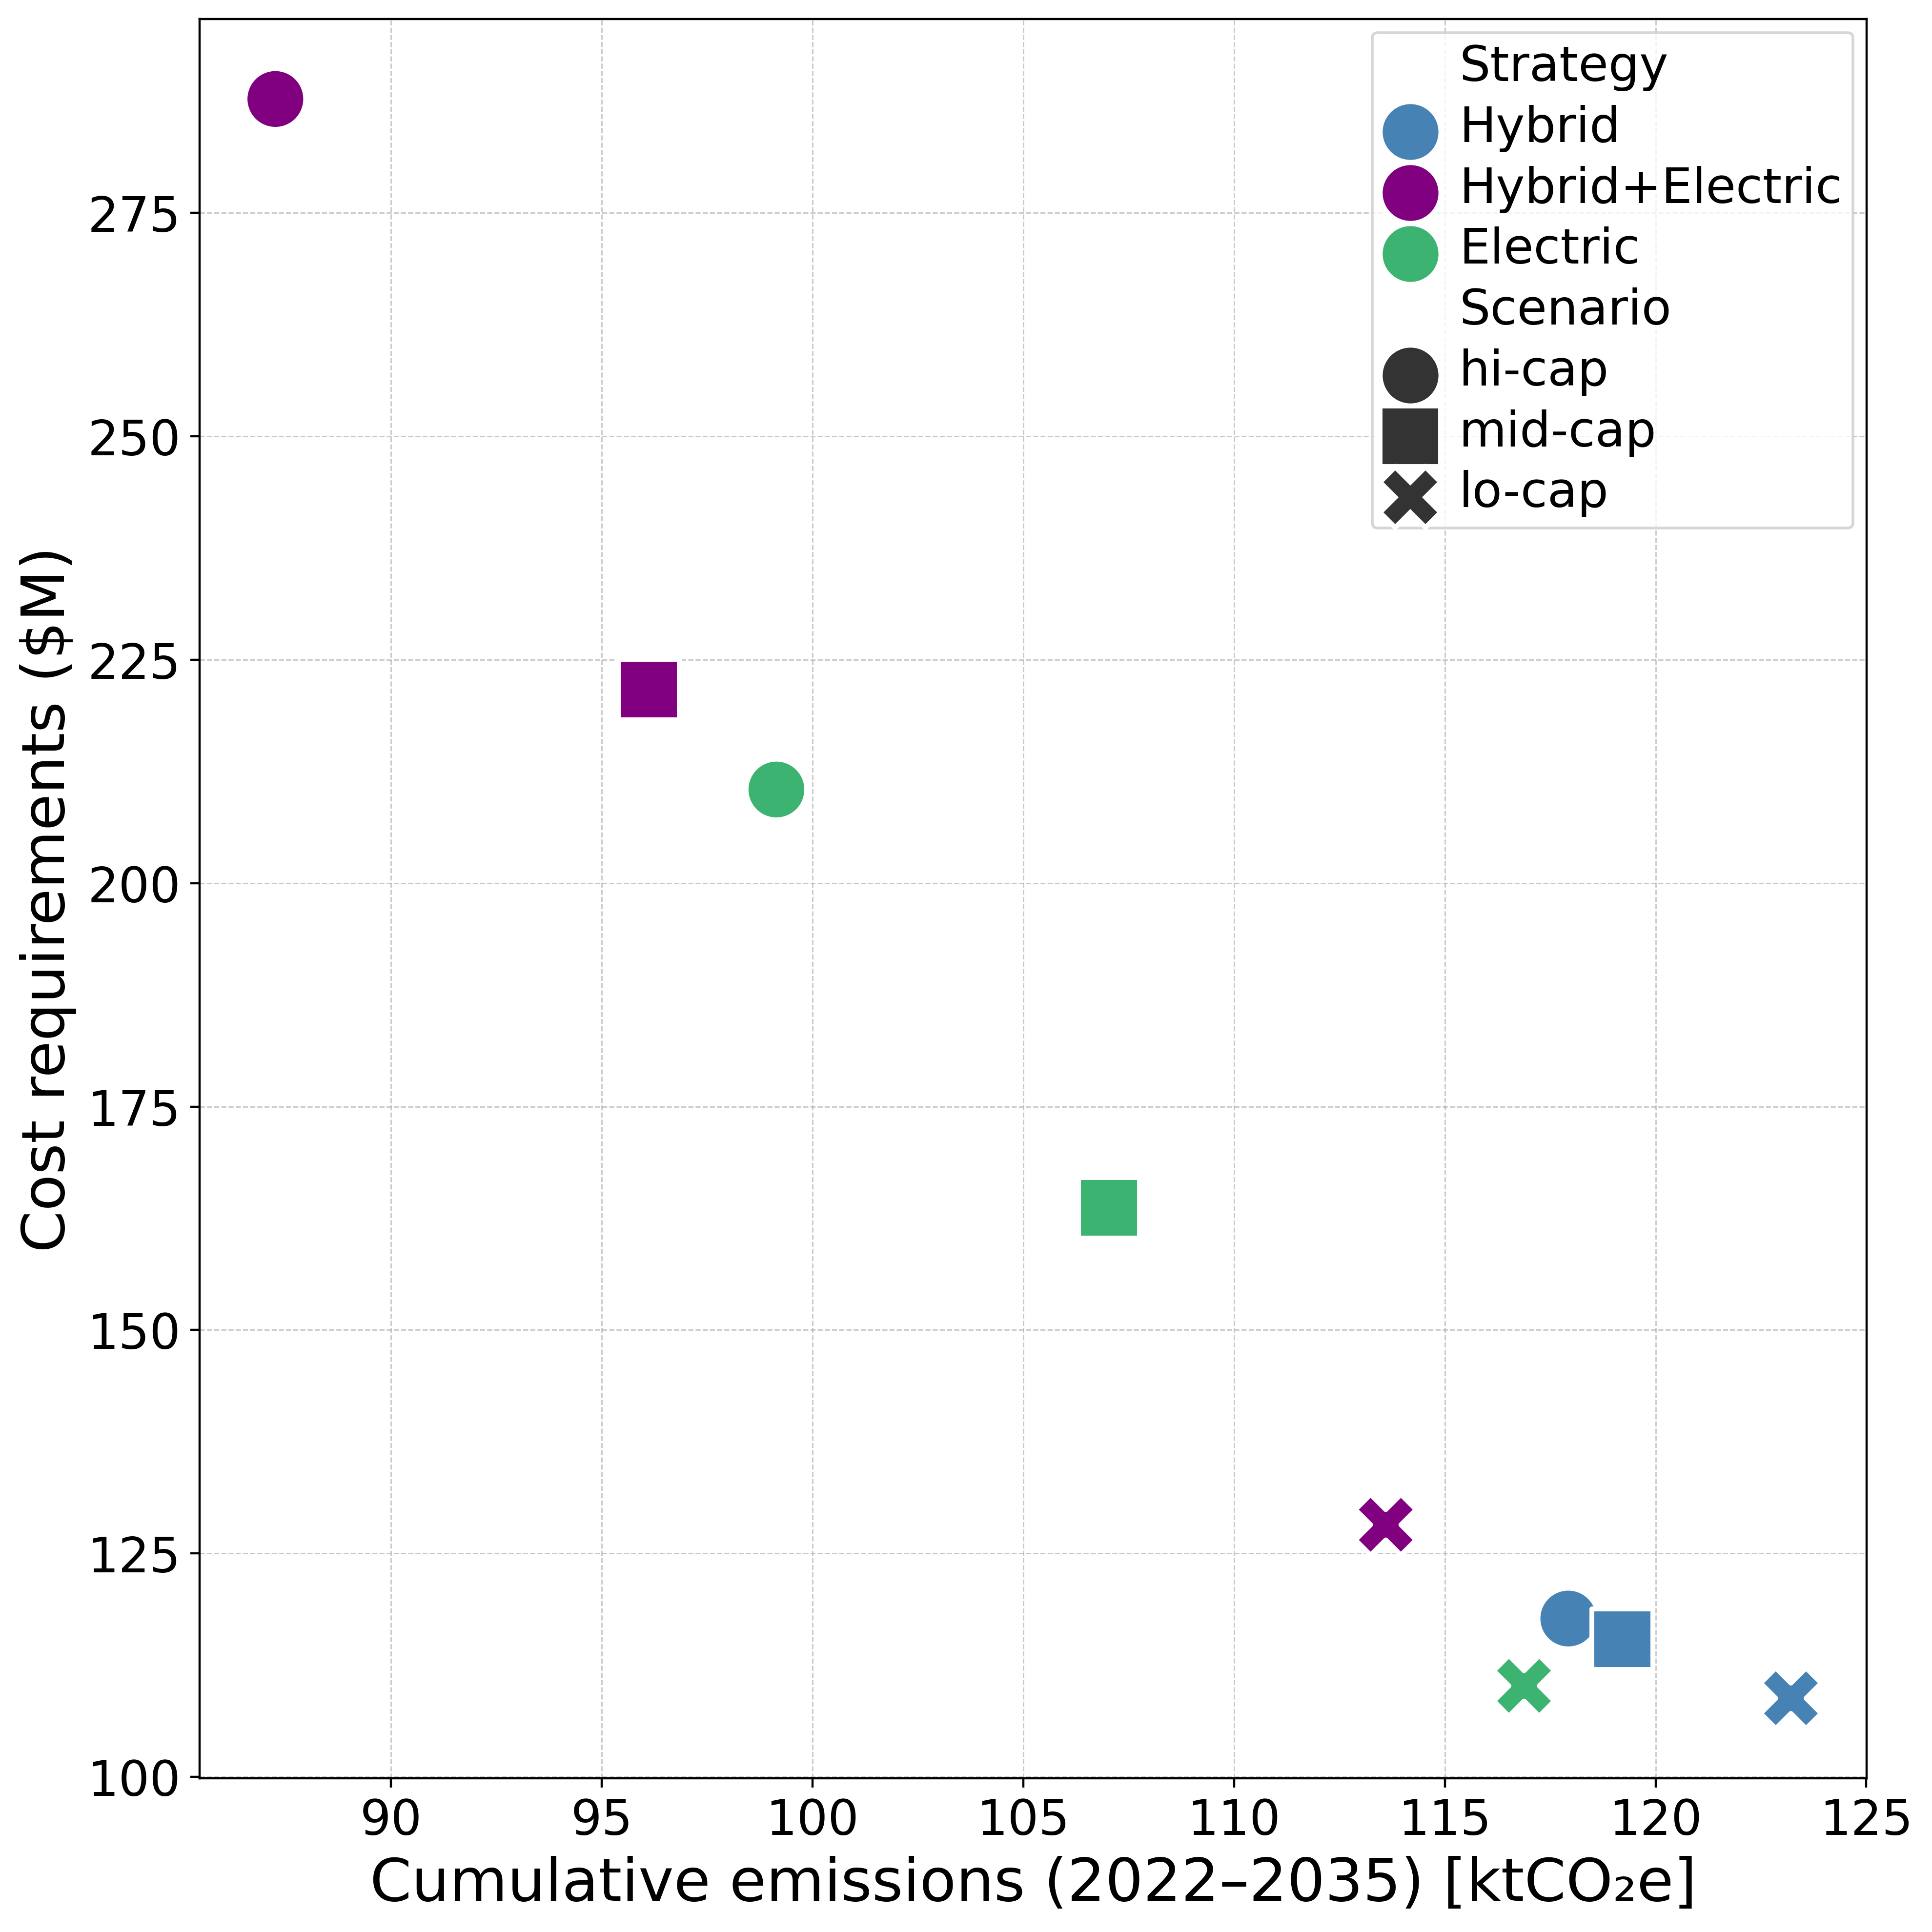 Strategy
Hybrid
Hybrid+Electric
Electric
Scenario
hi-cap
mid-cap
lo-cap
Cost requirements ($M)
275
250
225
200
175
150
125
100
90 95 100 105 110 115 120 125
Cumulative emissions (2022–2035) [ktCO₂e]